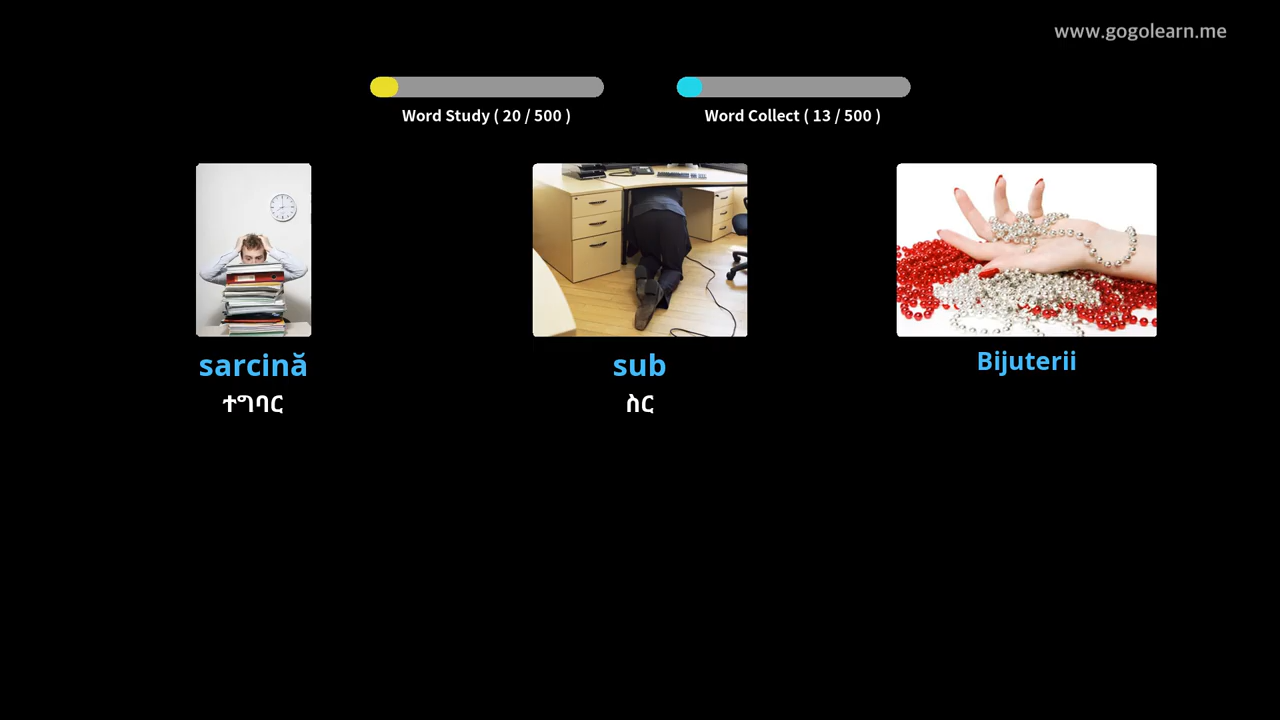 www.gogolearn.me
Word Study ( 20 / 500 )
Word Collect ( 13 / 500 )
sarcină
ተግባር
sub
ስር
Bijuterii